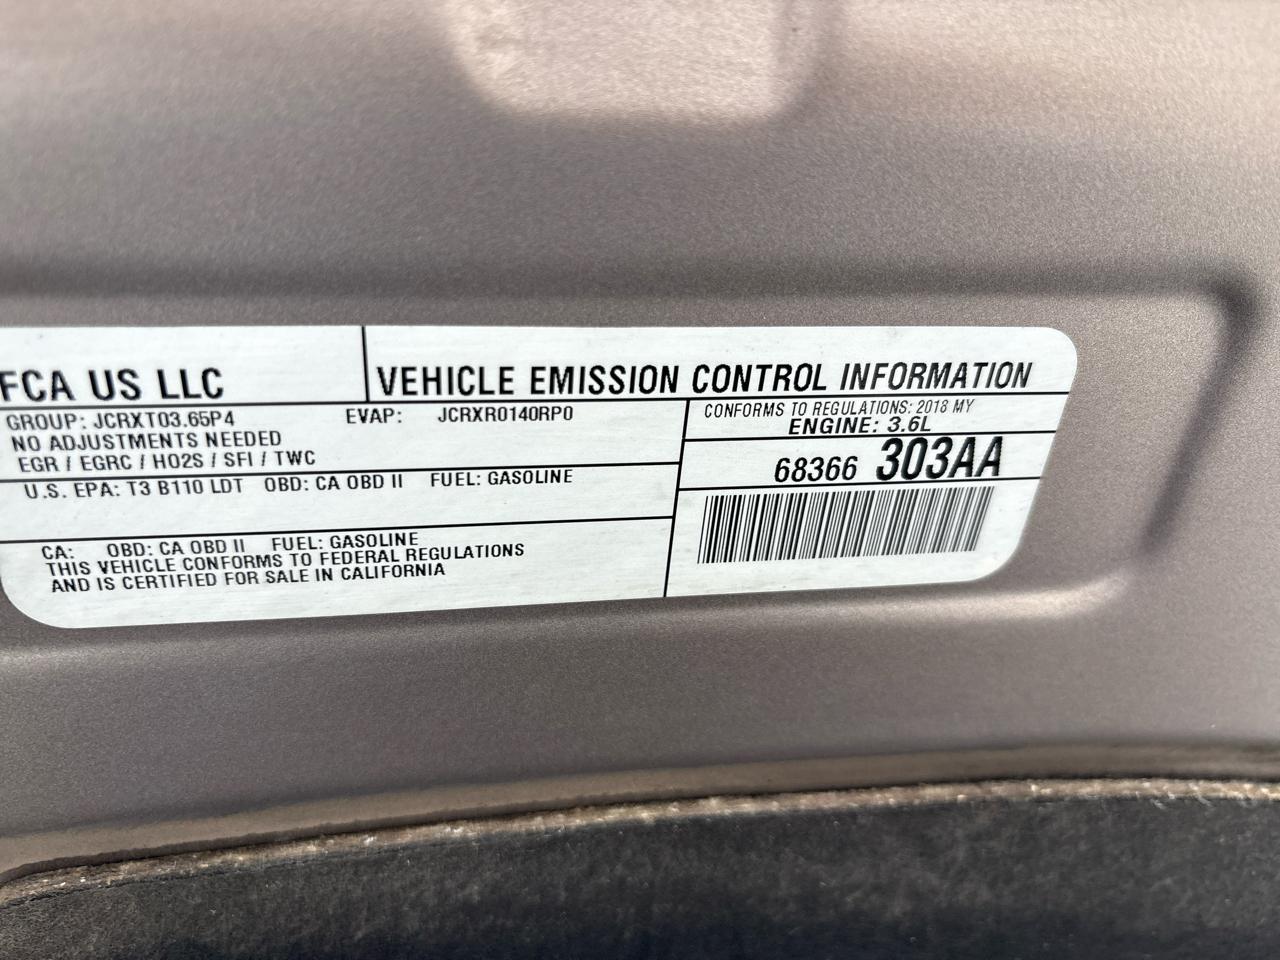 FCA US LLC
VEHICLE EMISSION CONTROL INFORMATION
GROUP: JCRXT03.65P4 EVAP: JCRXR0140RP0
NO ADJUSTMENTS NEEDED
EGR / EGRC / HO2S / SFI / TWC
CONFORMS TO REGULATIONS: 2018 MY
ENGINE: 3.6L
68366 303AA
U.S. EPA: T3 B110 LDT OBD: CA OBD II FUEL: GASOLINE
CA: OBD: CA OBD II FUEL: GASOLINE
THIS VEHICLE CONFORMS TO FEDERAL REGULATIONS
AND IS CERTIFIED FOR SALE IN CALIFORNIA